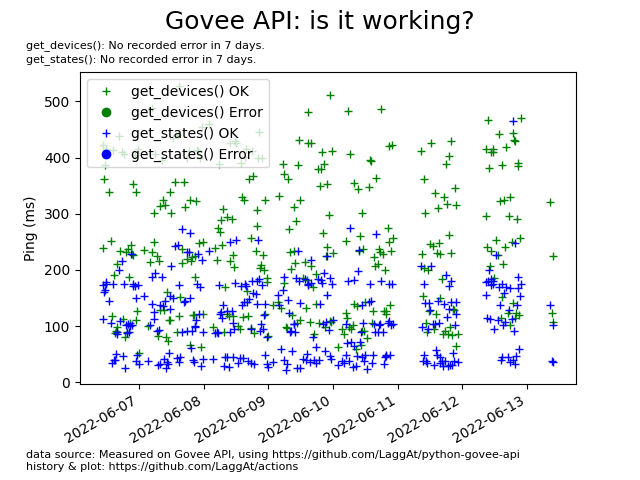 Govee API: is it working?
get_devices(): No recorded error in 7 days.
get_states(): No recorded error in 7 days.
get_devices() OK
get_devices() Error
get_states() OK
get_states() Error
Ping (ms)
500
400
300
200
100
0
2022-06-07
2022-06-08
2022-06-09
2022-06-10
2022-06-11
2022-06-12
2022-06-13
data source: Measured on Govee API, using https://github.com/LaggAt/python-govee-api
history & plot: https://github.com/LaggAt/actions